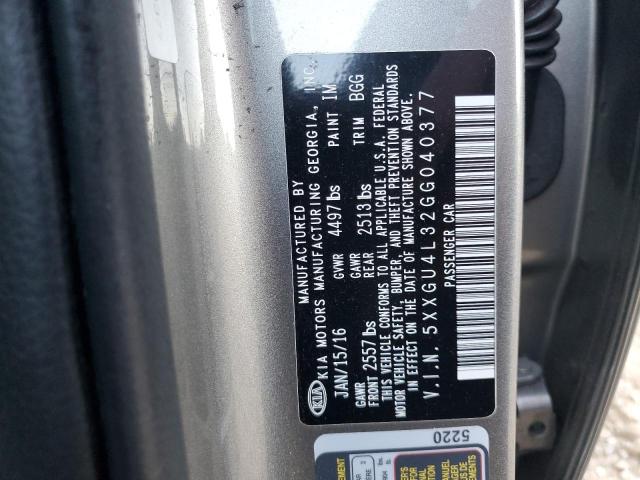 MANUFACTURED BY
KIA KIA MOTORS MANUFACTURING GEORGIA, INC.
JAN/15/16 GVWR 4497 lbs PAINT IM
GAWR FRONT 2557 lbs GAWR REAR 2513 lbs TRIM BGG
THIS VEHICLE CONFORMS TO ALL APPLICABLE U.S.A. FEDERAL
MOTOR VEHICLE SAFETY, BUMPER, AND THEFT PREVENTION STANDARDS
IN EFFECT ON THE DATE OF MANUFACTURE SHOWN ABOVE.
V.I.N. 5XXGU4L32GG040377
PASSENGER CAR
5220